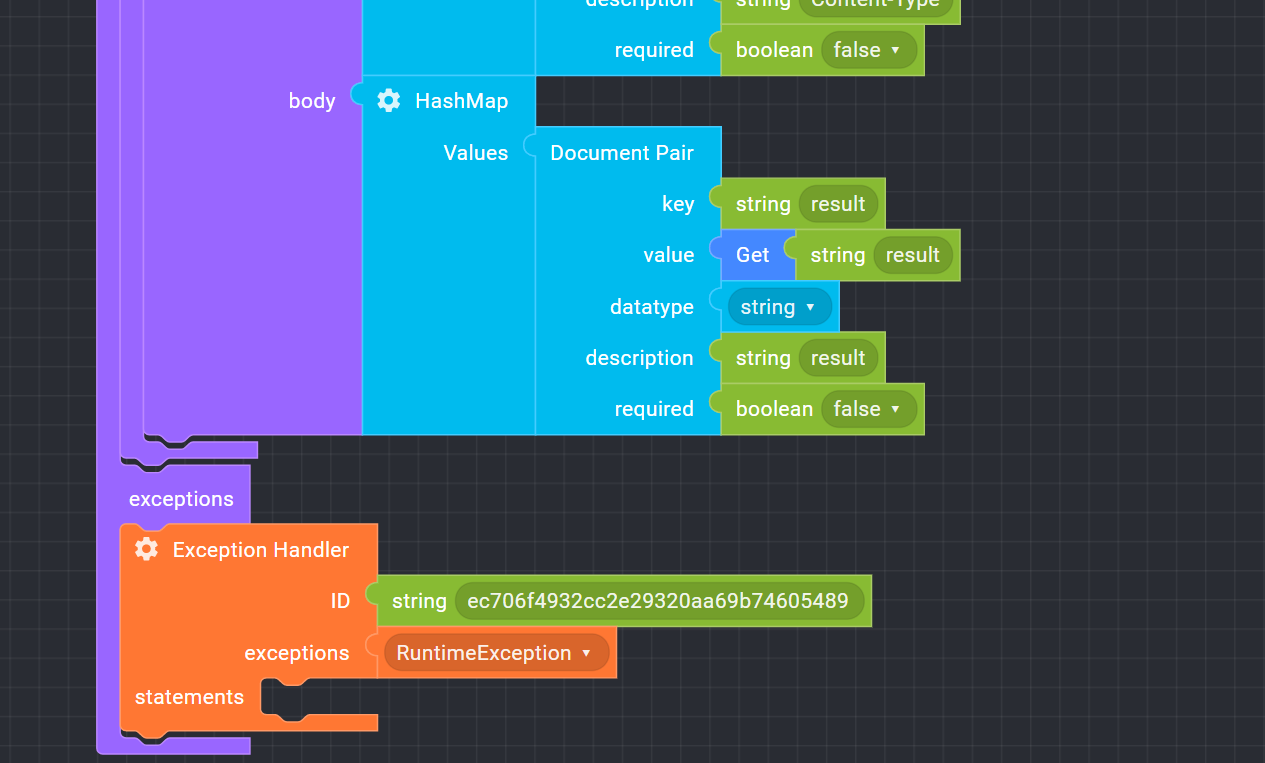 description string Content-Type
required boolean false
body HashMap
Values Document Pair
key string result
value Get string result
datatype string
description string result
required boolean false
exceptions
Exception Handler
ID string ec706f4932cc2e29320aa69b74605489
exceptions RuntimeException
statements